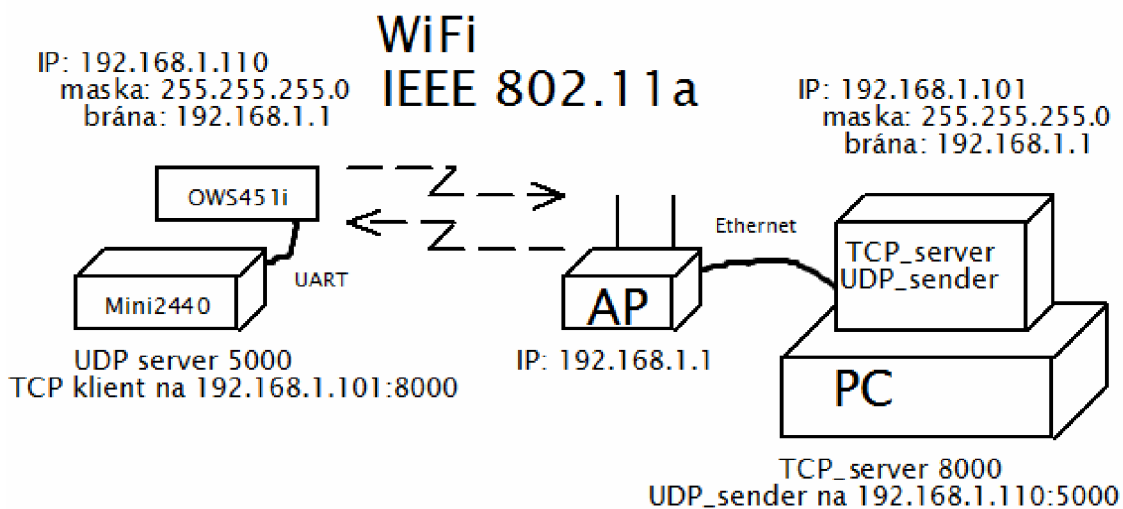 WiFi
IEEE 802.11a
IP: 192.168.1.110
maska: 255.255.255.0
brána: 192.168.1.1
IP: 192.168.1.101
maska: 255.255.255.0
brána: 192.168.1.1
OWS451i
UART
Mini2440
UDP server 5000
TCP klient na 192.168.1.101:8000
AP
IP: 192.168.1.1
Ethernet
TCP_server
UDP_sender
PC
TCP_server 8000
UDP_sender na 192.168.1.110:5000